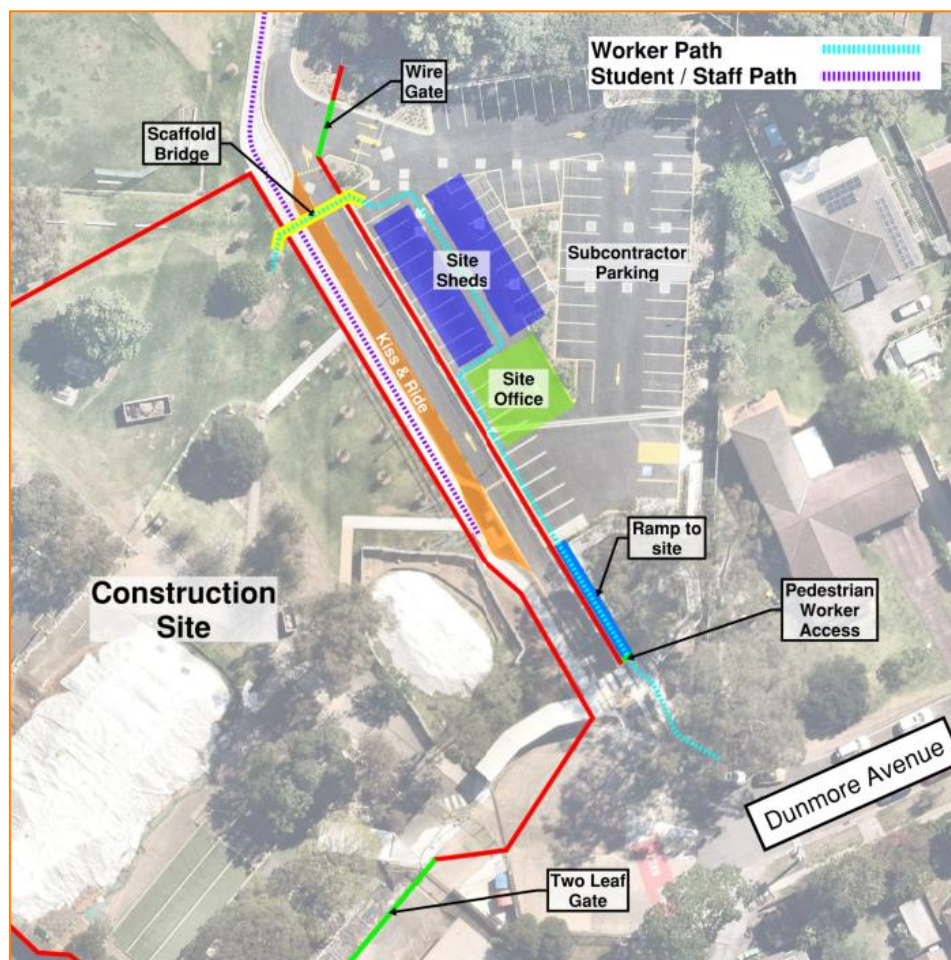 Worker Path
Student / Staff Path
Wire
Gate
Scaffold
Bridge
Site
Sheds
Subcontractor
Parking
Kiss & Ride
Site
Office
Ramp to
site
Construction
Site
Pedestrian
Worker
Access
Dunmore Avenue
Two Leaf
Gate